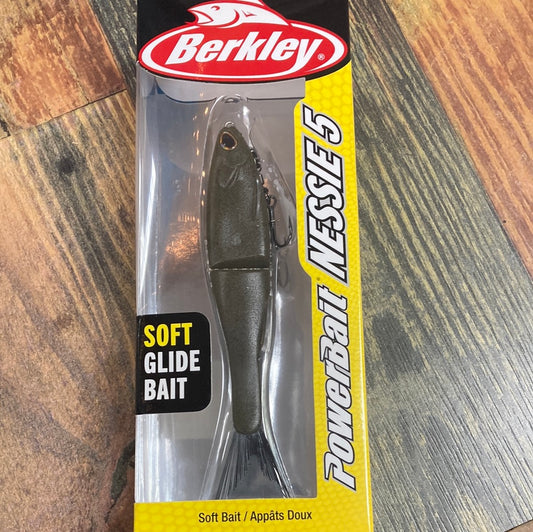 Berkley®
PowerBait® NESSIE 5
SOFT
GLIDE
BAIT
Soft Bait / Appâts Doux